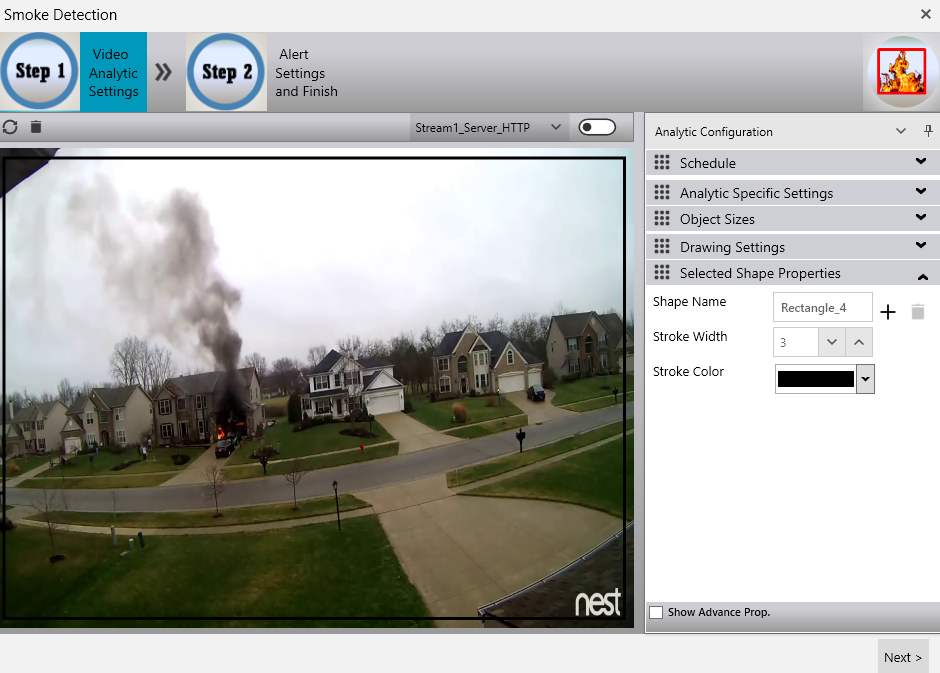 Smoke Detection
Step 1
Video
Analytic
Settings
Step 2
Alert
Settings
and Finish
Stream1_Server_HTTP
Analytic Configuration
Schedule
Analytic Specific Settings
Object Sizes
Drawing Settings
Selected Shape Properties
Shape Name
Rectangle_4
Stroke Width
3
Stroke Color
nest
Show Advance Prop.
Next >